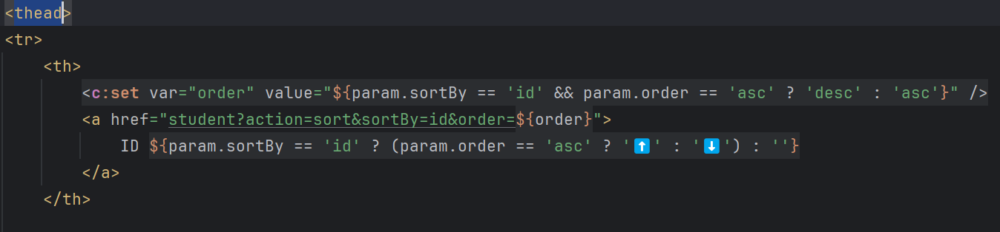 <thead>
<tr>
<th>
<c:set var="order" value="${param.sortBy == 'id' && param.order == 'asc' ? 'desc' : 'asc'}" />
<a href="student?action=sort&sortBy=id&order=${order}">
ID ${param.sortBy == 'id' ? (param.order == 'asc' ? '⬆️' : '⬇️') : ''}
</a>
</th>